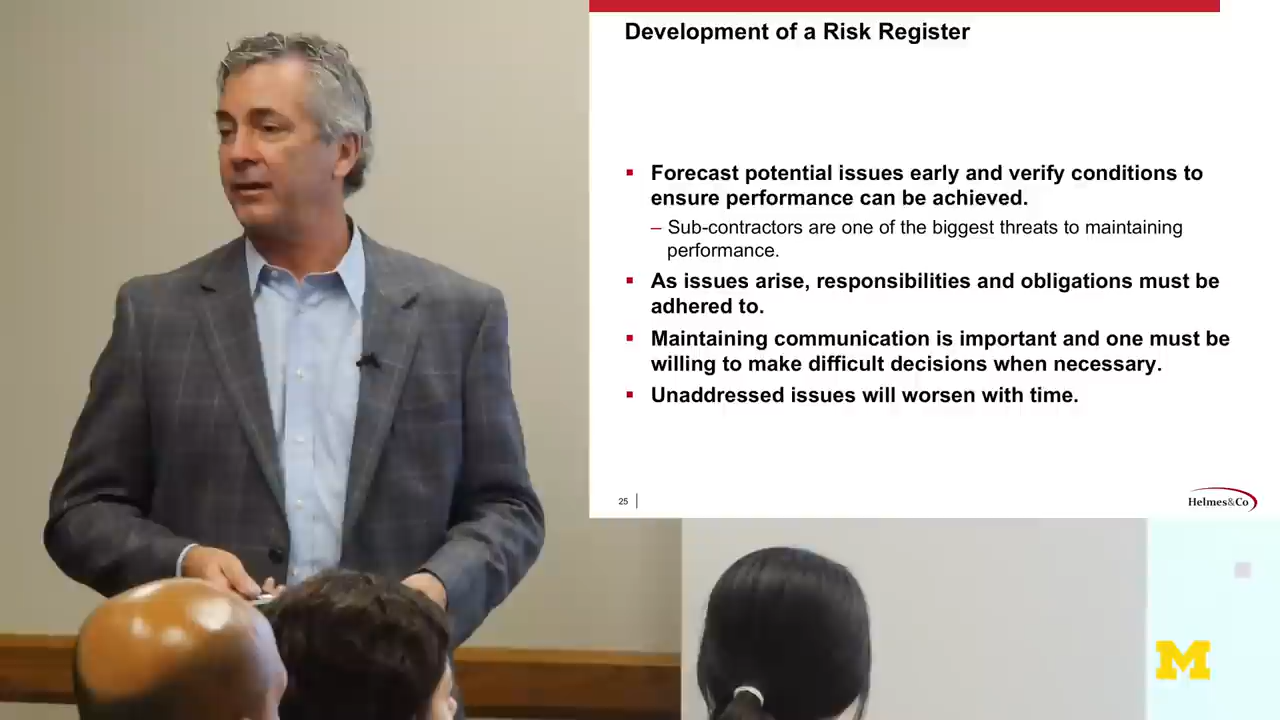 Development of a Risk Register
▪ Forecast potential issues early and verify conditions to
ensure performance can be achieved.
– Sub-contractors are one of the biggest threats to maintaining
performance.
▪ As issues arise, responsibilities and obligations must be
adhered to.
▪ Maintaining communication is important and one must be
willing to make difficult decisions when necessary.
▪ Unaddressed issues will worsen with time.
25
Helmes&Co
M